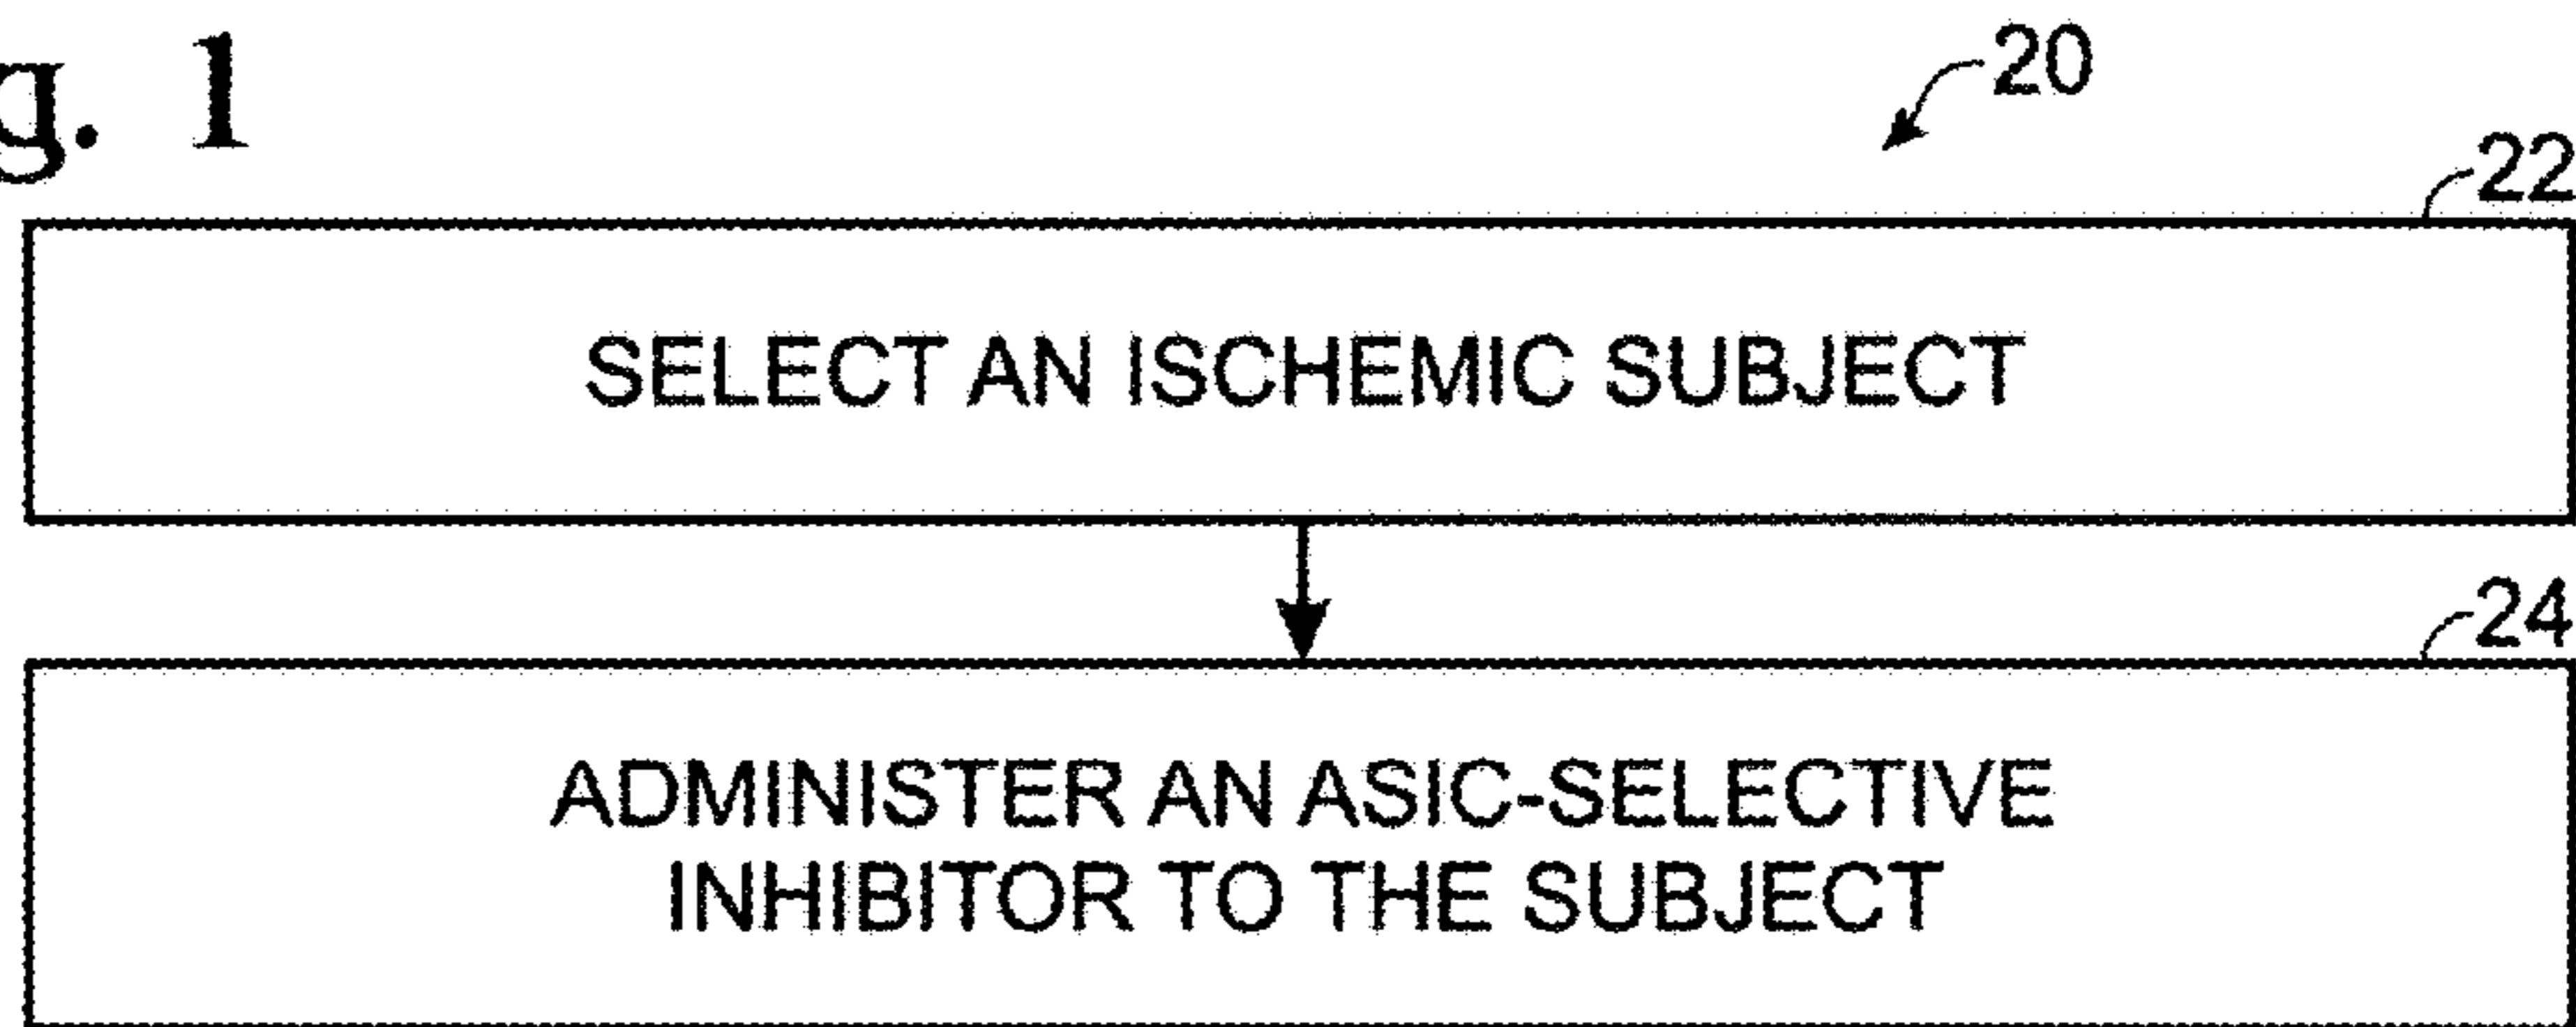 g. 1
20
22
SELECT AN ISCHEMIC SUBJECT
24
ADMINISTER AN ASIC-SELECTIVE
INHIBITOR TO THE SUBJECT